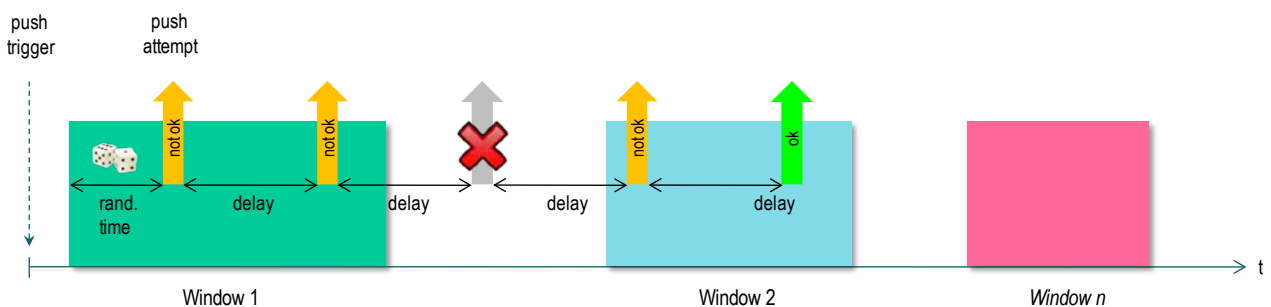 push
trigger
push
attempt
not ok
not ok
not ok
ok
rand.
time
delay
delay
delay
delay
t
Window 1
Window 2
Window n